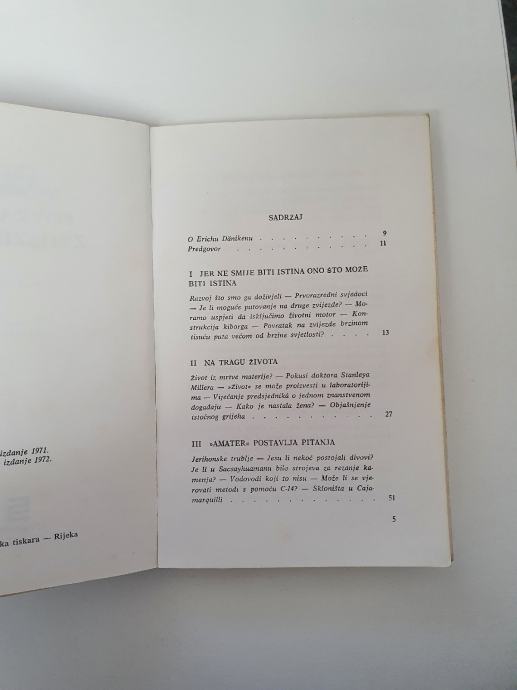 izdanje 1971.
izdanje 1972.
ka tiskara — Rijeka
SADRŽAJ
O Erichu Dänikenu . . . . . . . . . . 9
Predgovor . . . . . . . . . . . . 11
I JER NE SMIJE BITI ISTINA ONO ŠTO MOŽE
BITI ISTINA
Razvoj što smo ga doživjeli — Prvorazredni svjedoci
— Je li moguće putovanje na druge zvijezde? — Mo-
ramo uspjeti da isključimo životni motor — Kon-
strukcija kiborga — Povratak na zvijezde brzinom
tisuću puta većom od brzine svjetlosti? . . . . 13
II NA TRAGU ŽIVOTA
Život iz mrtve materije? — Pokusi doktora Stanleya
Millera — »Život« se može proizvesti u laboratoriji-
ma — Vijećanje predsjednikâ o jednom znanstvenom
događaju — Kako je nastala žena? — Objašnjenje
istočnog grijeha . . . . . . . . . . 27
III »AMATER« POSTAVLJA PITANJA
Jerihonske trublje — Jesu li nekoć postojali divovi?
Je li u Sacsayhuamanu bilo strojeva za rezanje ka-
menja? — Vodovodi koji to nisu — Može li se vje-
rovati metodi s pomoću C-14? — Skloništa u Caja-
marquilli . . . . . . . . . . . . 51
5